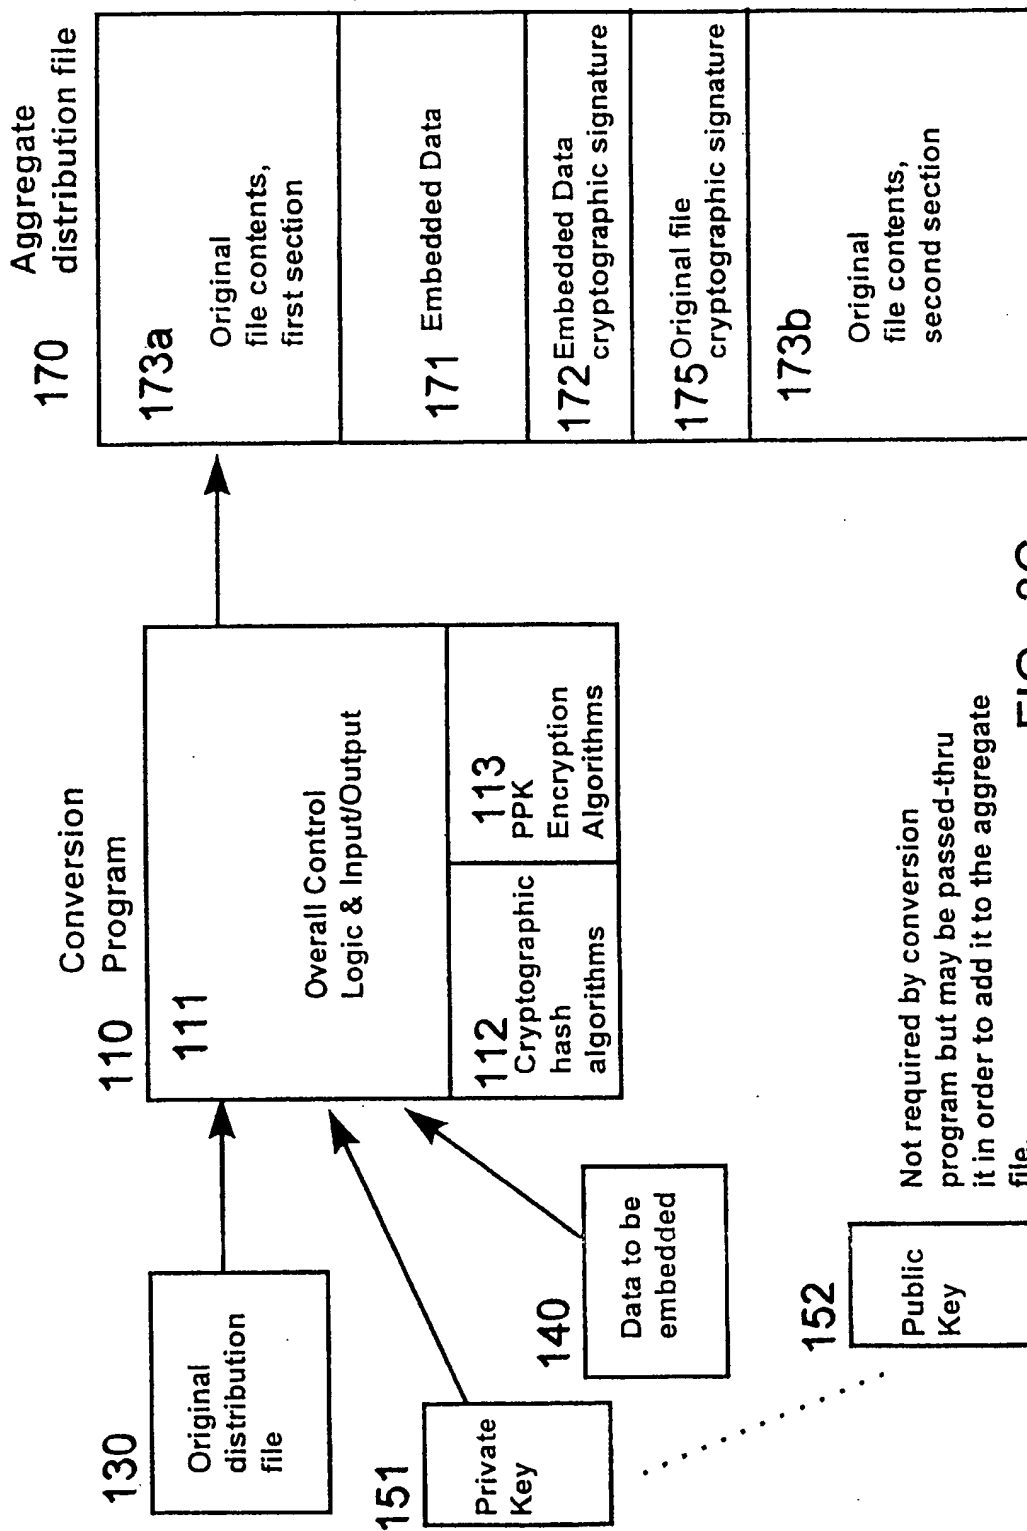 130
Original
distribution
file
151
Private
Key
140
Data to be
embedded
152
Public
Key
Not required by conversion
program but may be passed-thru
it in order to add it to the aggregate
file.
Conversion
110 Program
111
Overall Control
Logic & Input/Output
112
Cryptographic
hash
algorithms
113
PPK
Encryption
Algorithms
Aggregate
170 distribution file
173a
Original
file contents,
first section
171 Embedded Data
172 Embedded Data
cryptographic signature
175 Original file
cryptographic signature
173b
Original
file contents,
second section
FIG.